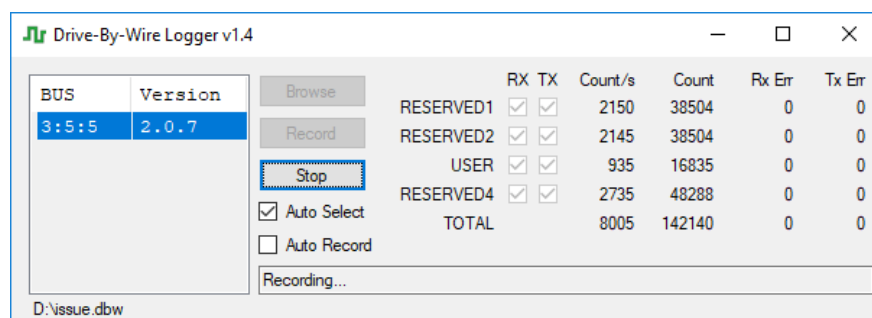 Drive-By-Wire Logger v1.4
BUS Version
3:5:5 2.0.7
Browse
Record
Stop
Auto Select
Auto Record
RX TX Count/s Count Rx Err Tx Err
RESERVED1 2150 38504 0 0
RESERVED2 2145 38504 0 0
USER 935 16835 0 0
RESERVED4 2735 48288 0 0
TOTAL 8005 142140 0 0
Recording...
D:\issue.dbw